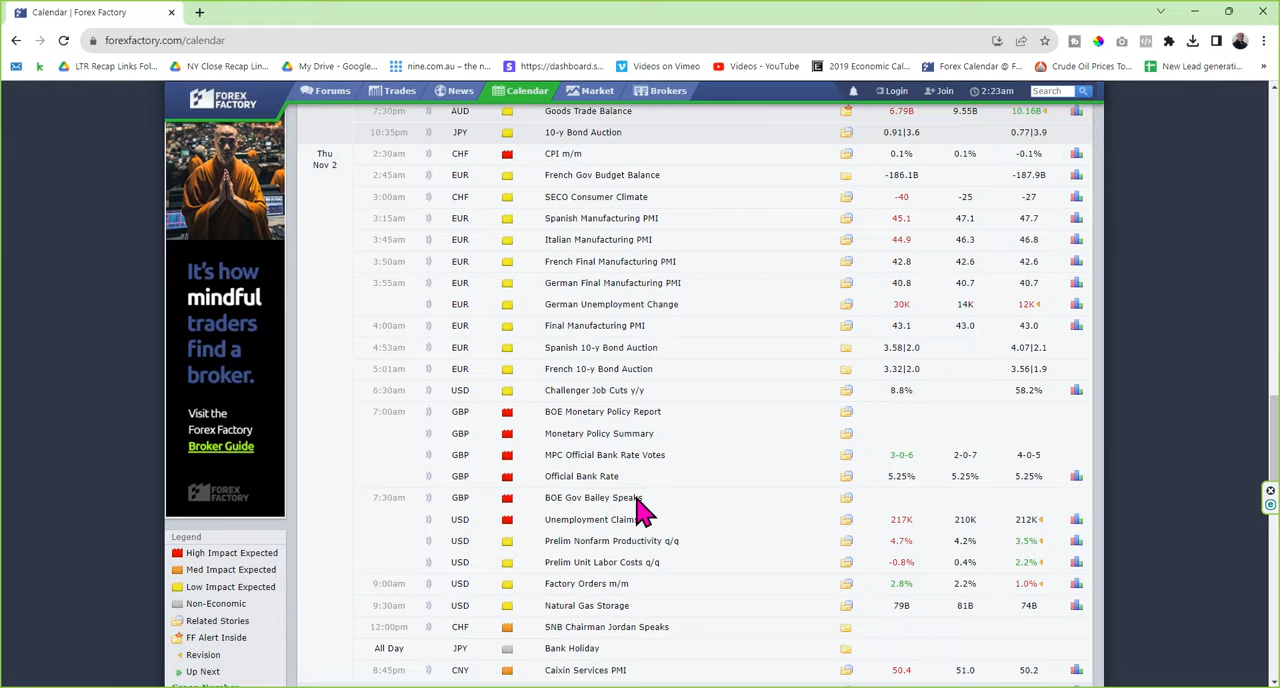 Calendar | Forex Factory
forexfactory.com/calendar
LTR Recap Links Fol...
NY Close Recap Lin...
My Drive - Google...
nine.com.au – the n...
https://dashboard.s...
Videos on Vimeo
Videos - YouTube
2019 Economic Cal...
Forex Calendar @ F...
Crude Oil Prices To...
New Lead generati...
»
FOREX FACTORY
Forums
Trades
News
Calendar
Market
Brokers
Login
Join
2:23am
Search
7:30pm AUD Goods Trade Balance 6.79B 9.55B 10.16B
10:35pm JPY 10-y Bond Auction 0.91|3.6 0.77|3.9
Thu Nov 2 2:30am CHF CPI m/m 0.1% 0.1% -0.1%
2:45am EUR French Gov Budget Balance -186.1B -187.9B
3:00am CHF SECO Consumer Climate -40 -25 -27
3:15am EUR Spanish Manufacturing PMI 45.1 47.1 47.7
3:45am EUR Italian Manufacturing PMI 44.9 46.3 46.8
3:50am EUR French Final Manufacturing PMI 42.8 42.6 42.6
3:55am EUR German Final Manufacturing PMI 40.8 40.7 40.7
EUR German Unemployment Change 30K 14K 12K
4:00am EUR Final Manufacturing PMI 43.1 43.0 43.0
4:53am EUR Spanish 10-y Bond Auction 3.58|2.0 4.07|2.1
5:01am EUR French 10-y Bond Auction 3.32|2.0 3.56|1.9
6:30am USD Challenger Job Cuts y/y 8.8% 58.2%
7:00am GBP BOE Monetary Policy Report
GBP Monetary Policy Summary
GBP MPC Official Bank Rate Votes 3-0-6 2-0-7 4-0-5
GBP Official Bank Rate 5.25% 5.25% 5.25%
7:30am GBP BOE Gov Bailey Speaks
USD Unemployment Claims 217K 210K 212K
USD Prelim Nonfarm Productivity q/q 4.7% 4.2% 3.5%
USD Prelim Unit Labor Costs q/q -0.8% 0.4% 2.2%
9:00am USD Factory Orders m/m 2.8% 2.2% 1.0%
9:30am USD Natural Gas Storage 79B 81B 74B
12:00pm CHF SNB Chairman Jordan Speaks
All Day JPY Bank Holiday
8:45pm CNY Caixin Services PMI 50.4 51.0 50.2
It's how
mindful
traders
find a
broker.
Visit the
Forex Factory
Broker Guide
FOREX FACTORY
Legend
High Impact Expected
Med Impact Expected
Low Impact Expected
Non-Economic
Related Stories
FF Alert Inside
Revision
Up Next